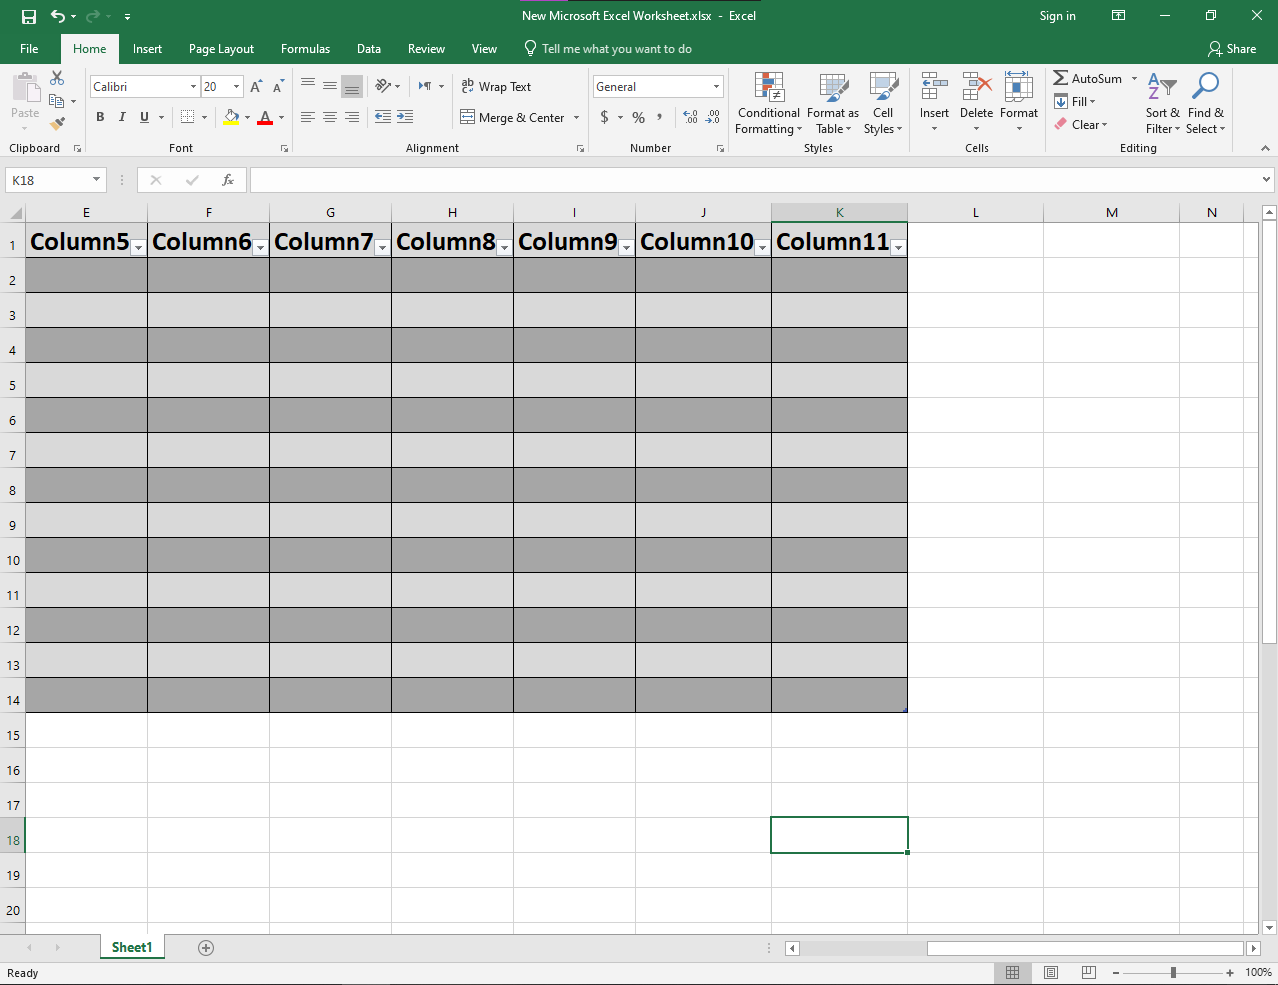 New Microsoft Excel Worksheet.xlsx - Excel
Sign in
File Home Insert Page Layout Formulas Data Review View Tell me what you want to do Share
Paste
Calibri 20
B I U A
Wrap Text
Merge & Center
General
$ % ,
Conditional Formatting
Format as Table
Cell Styles
Insert Delete Format
AutoSum
Fill
Clear
Sort & Filter
Find & Select
Clipboard Font Alignment Number Styles Cells Editing
K18 fx
E F G H I J K L M N
1 Column5 Column6 Column7 Column8 Column9 Column10 Column11
2
3
4
5
6
7
8
9
10
11
12
13
14
15
16
17
18
19
20
Sheet1
Ready 100%